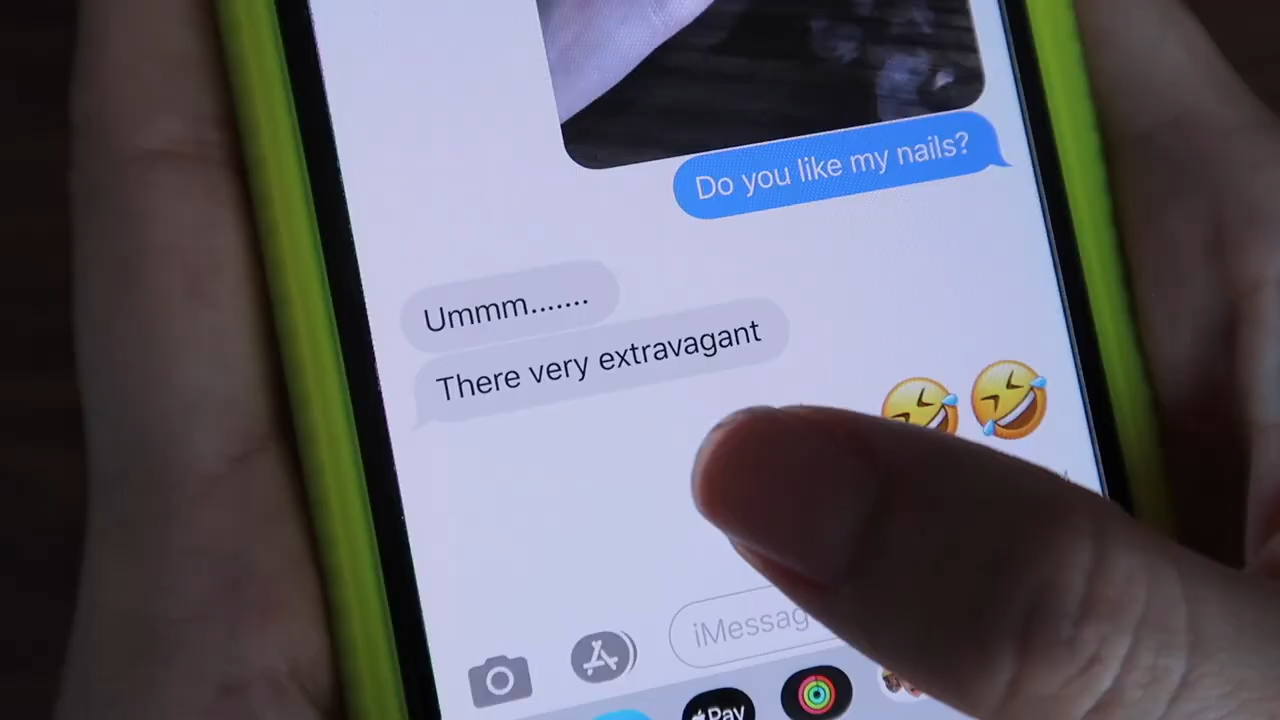 Do you like my nails?
Ummm.......
There very extravagant
🤣🤣
iMessag
Pay